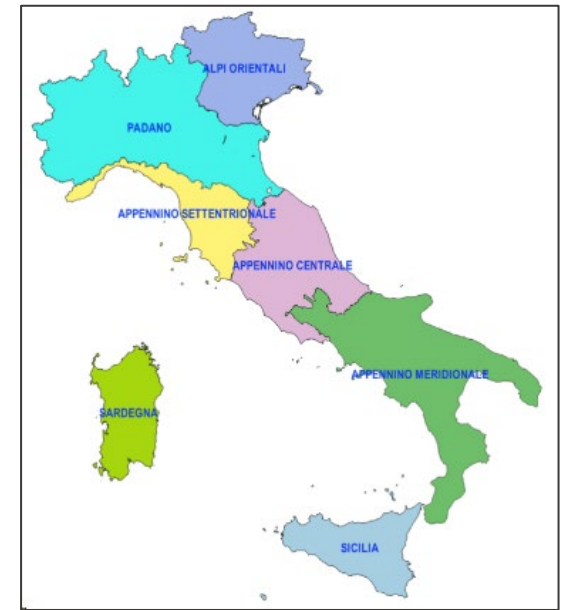 ALPI ORIENTALI
PADANO
APPENNINO SETTENTRIONALE
APPENNINO CENTRALE
APPENNINO MERIDIONALE
SARDEGNA
SICILIA